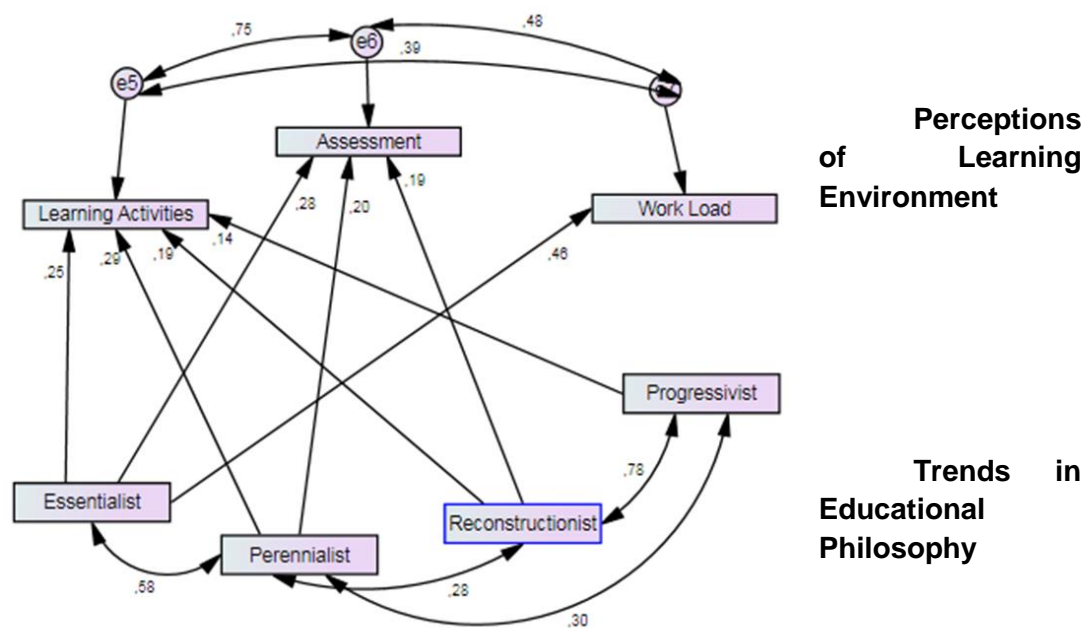 ,75
,48
e6
,39
e5
Assessment
Perceptions
of Learning
Environment
,19
Learning Activities
,28
,20
Work Load
,14
,25
,29
,19
,46
Progressivist
,78
Trends in
Educational
Philosophy
Essentialist
Reconstructionist
Perennialist
,58
,28
,30